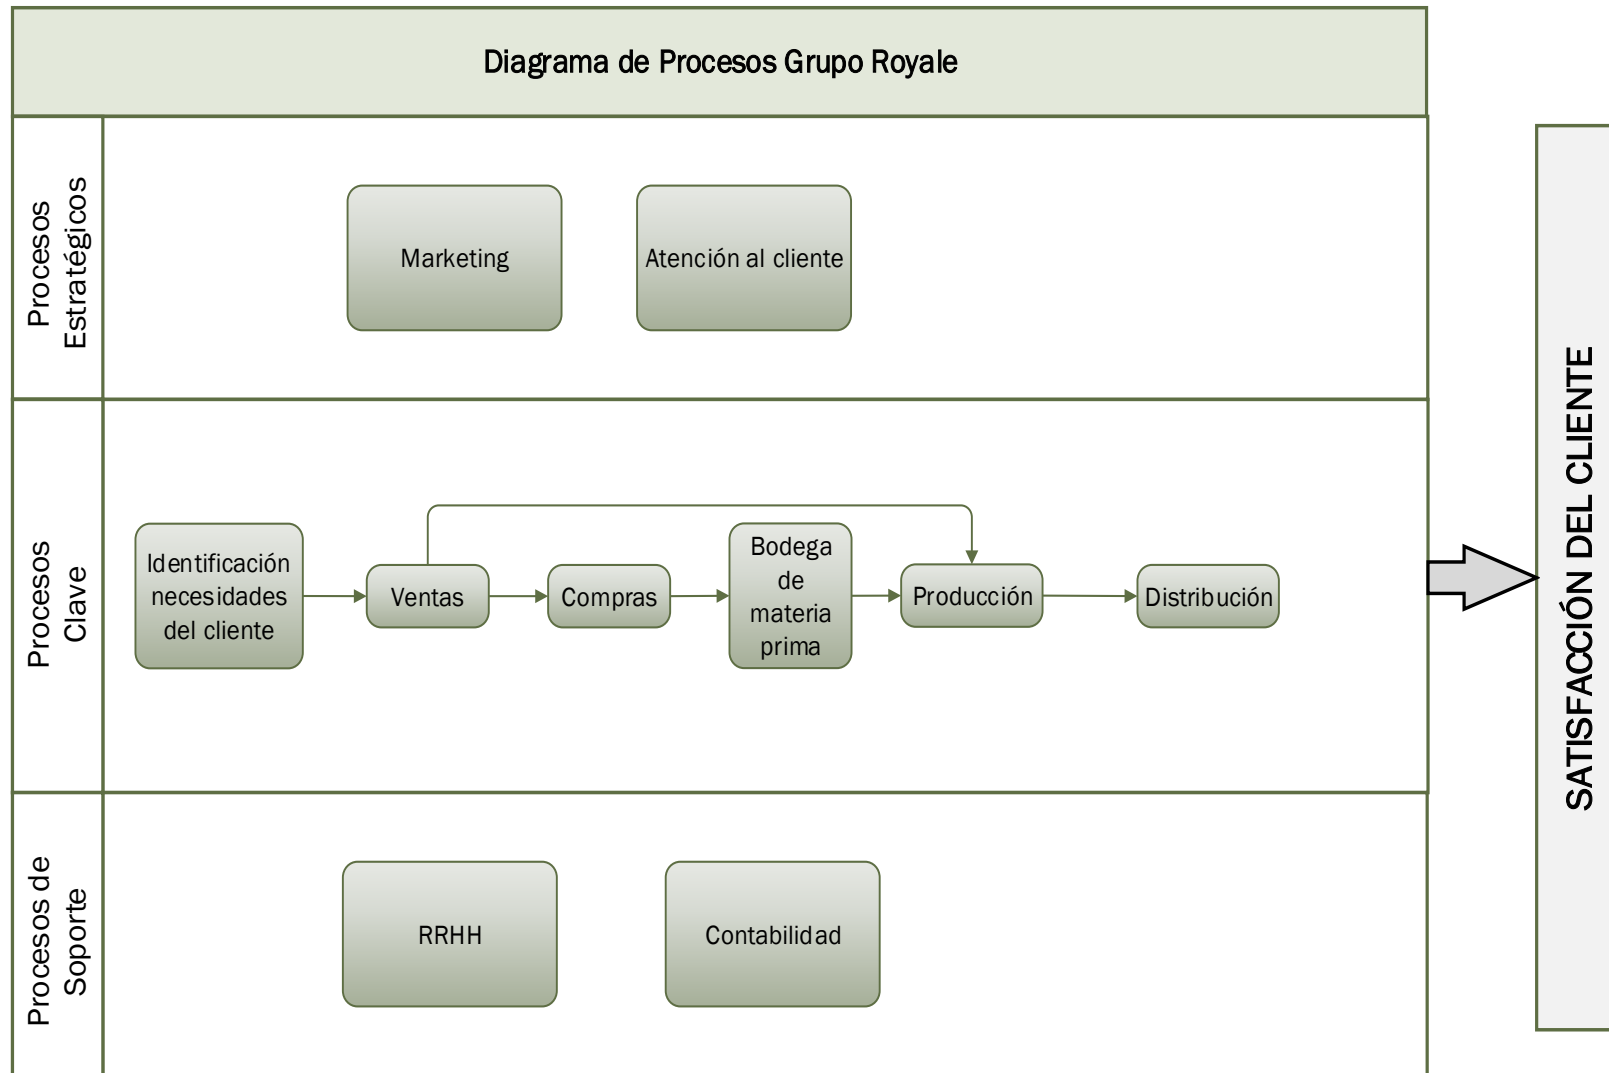 Diagrama de Procesos Grupo Royale
Procesos
Estratégicos
Marketing
Atención al cliente
Procesos
Clave
Identificación
necesidades
del cliente
Ventas
Compras
Bodega
de
materia
prima
Producción
Distribución
Procesos de
Soporte
RRHH
Contabilidad
SATISFACCIÓN DEL CLIENTE